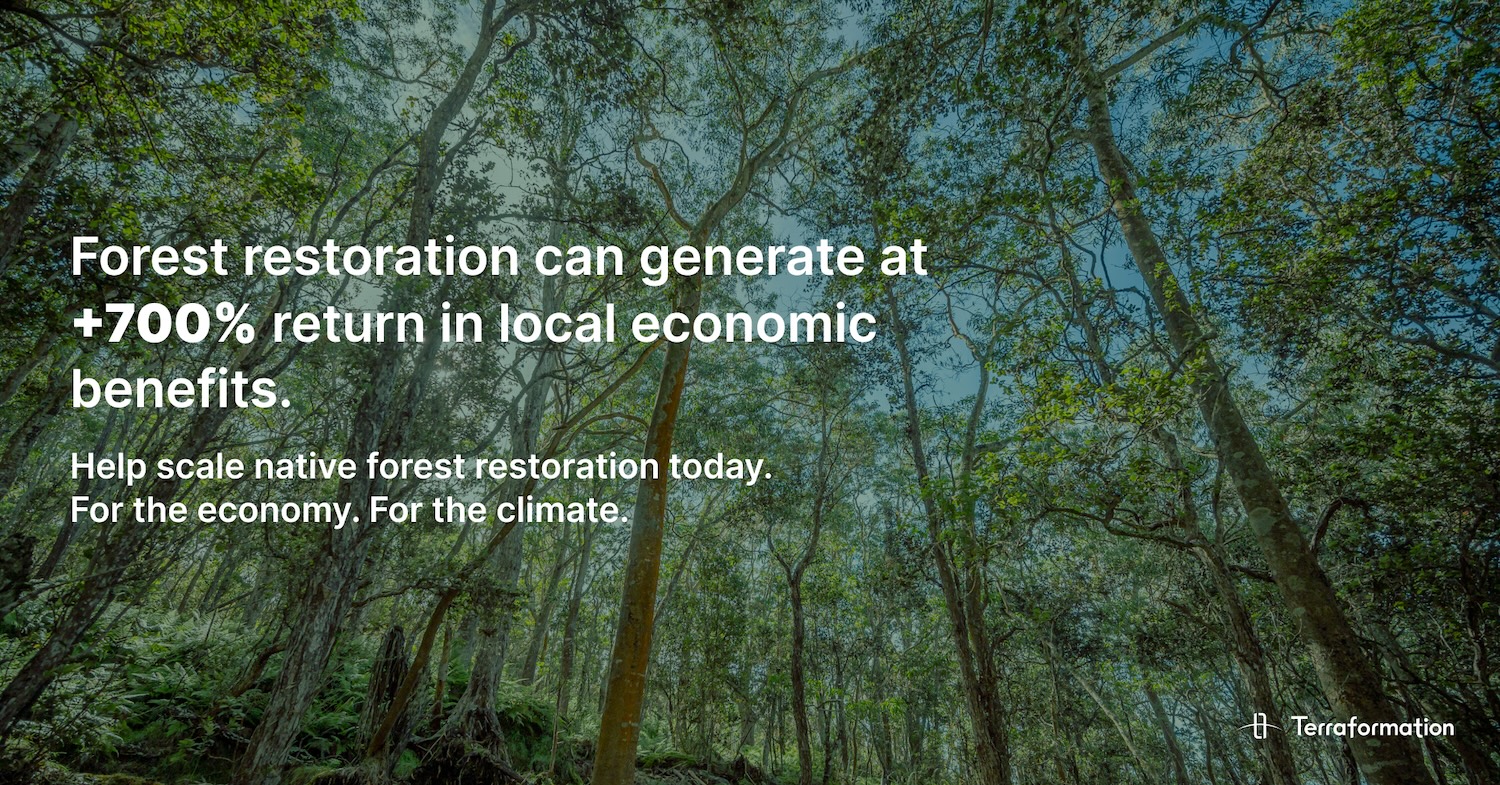 Forest restoration can generate at
+700% return in local economic
benefits.
Help scale native forest restoration today.
For the economy. For the climate.
Terraformation